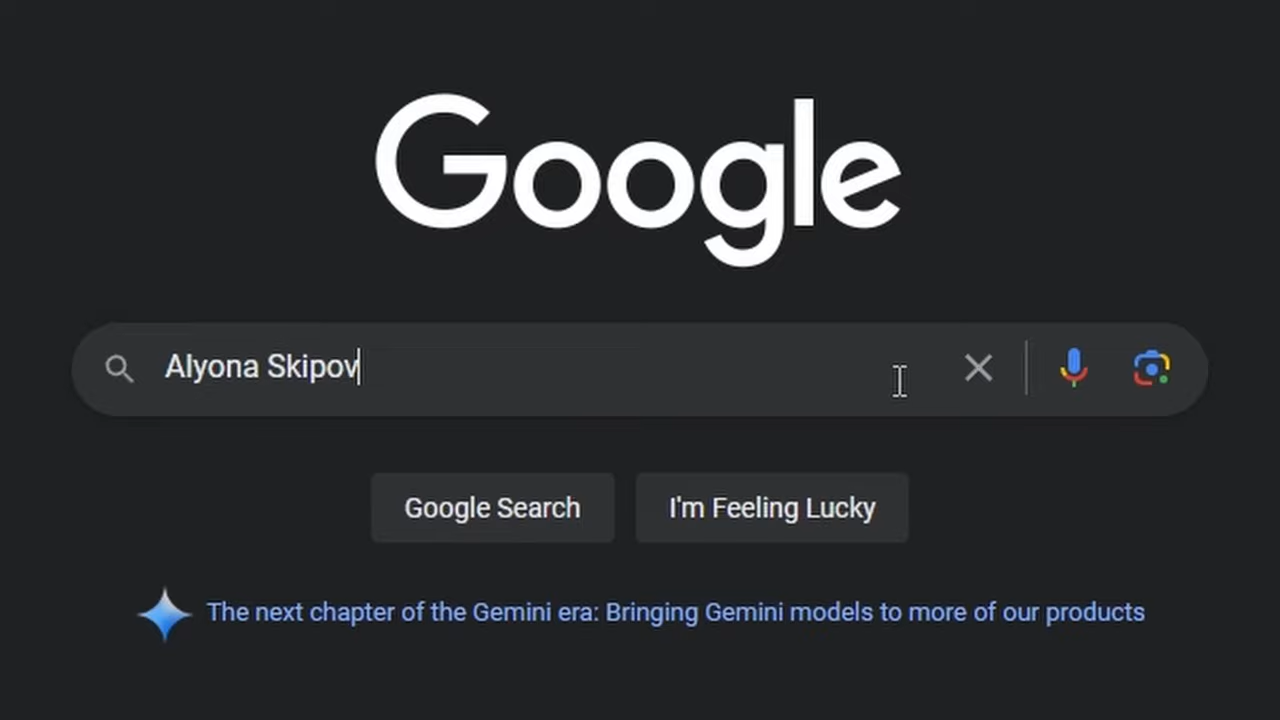 Google
Alyona Skipov
Google Search
I'm Feeling Lucky
The next chapter of the Gemini era: Bringing Gemini models to more of our products